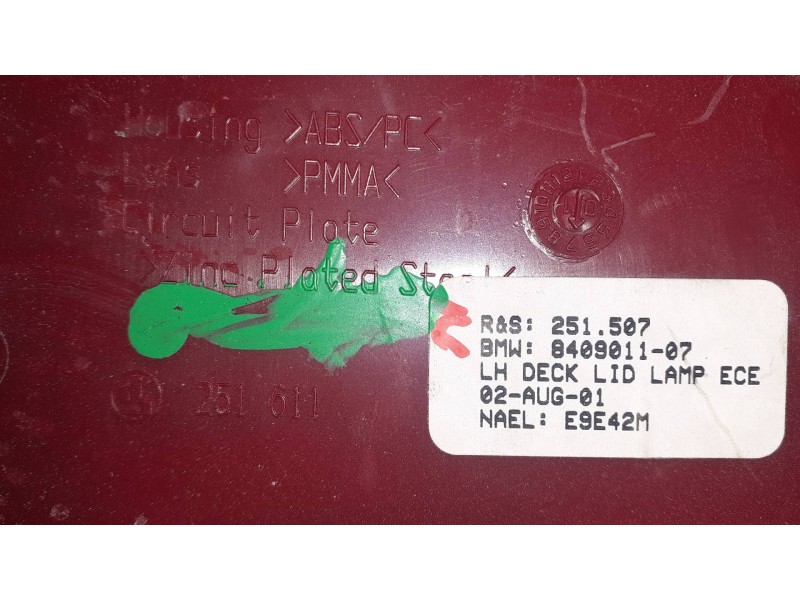 Housing >ABS/PC<
Lens >PMMA<
Circuit Plate
>Zinc Plated Steel<
251 611
R&S: 251.507
BMW: 8409011-07
LH DECK LID LAMP ECE
02-AUG-01
NAEL: E9E42M